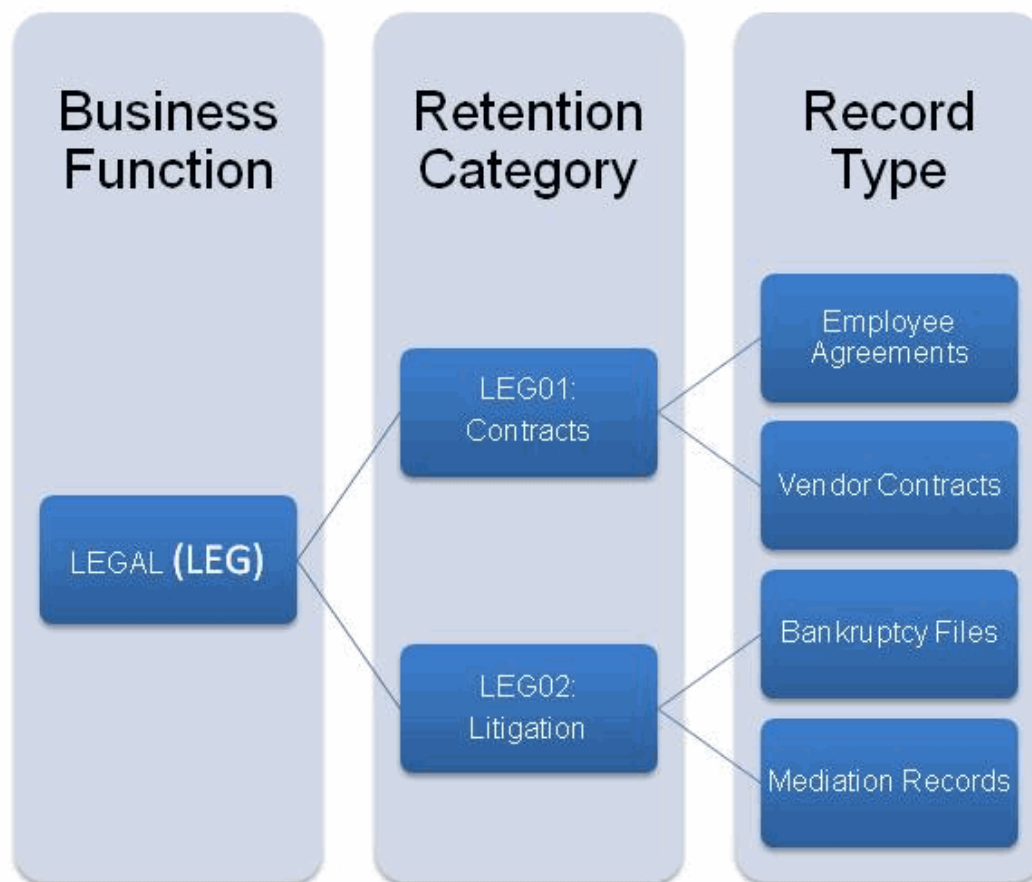 Business
Function
Retention
Category
Record
Type
LEGAL (LEG)
LEG01:
Contracts
LEG02:
Litigation
Employee
Agreements
Vendor Contracts
Bankruptcy Files
Mediation Records